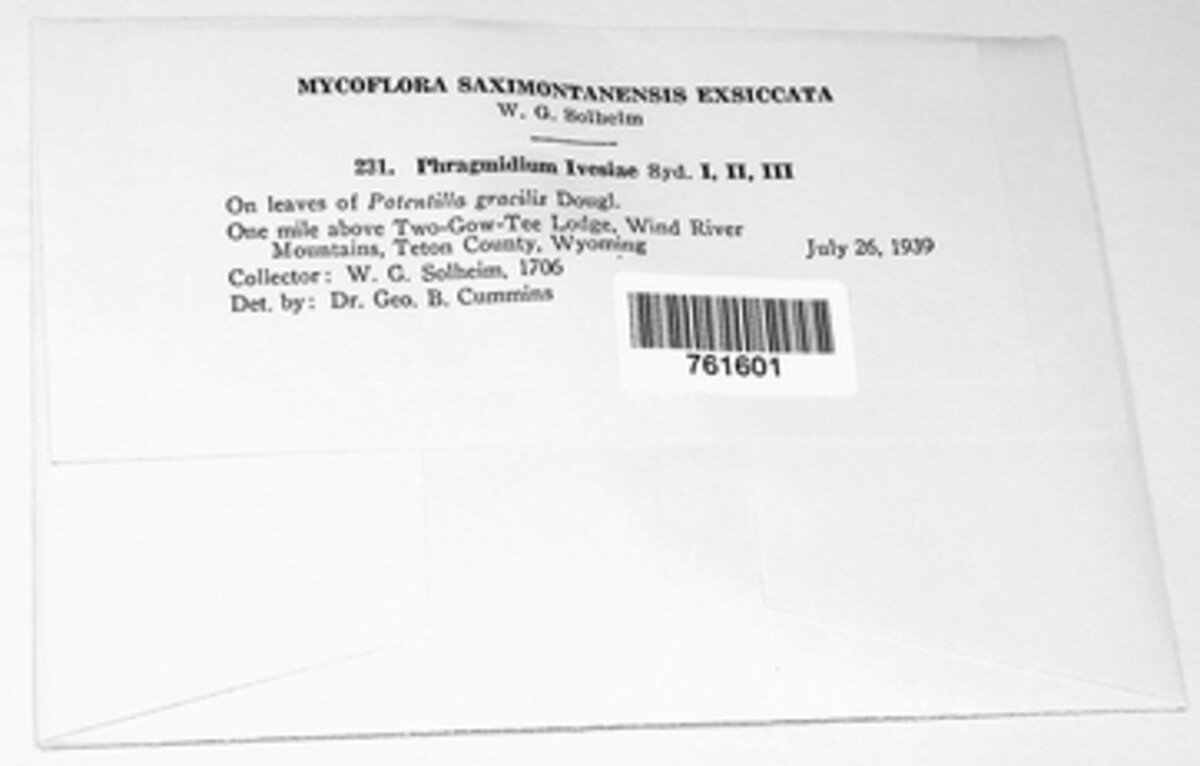 MYCOFLORA SAXIMONTANENSIS EXSICCATA
W. G. Solheim
231. Phragmidium Ivesiae Syd. I, II, III
On leaves of Potentilla gracilis Dougl.
One mile above Two-Gow-Tee Lodge, Wind River
Mountains, Teton County, Wyoming July 26, 1939
Collector: W. G. Solheim, 1706
Det. by: Dr. Geo. B. Cummins
761601